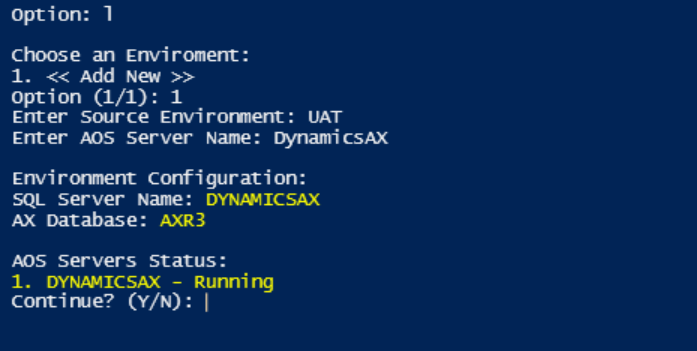 Option: l
Choose an Enviroment:
1. << Add New >>
Option (1/1): 1
Enter Source Environment: UAT
Enter AOS Server Name: DynamicsAX
Environment Configuration:
SQL Server Name: DYNAMICSAX
AX Database: AXR3
AOS Servers Status:
1. DYNAMICSAX - Running
Continue? (Y/N): |